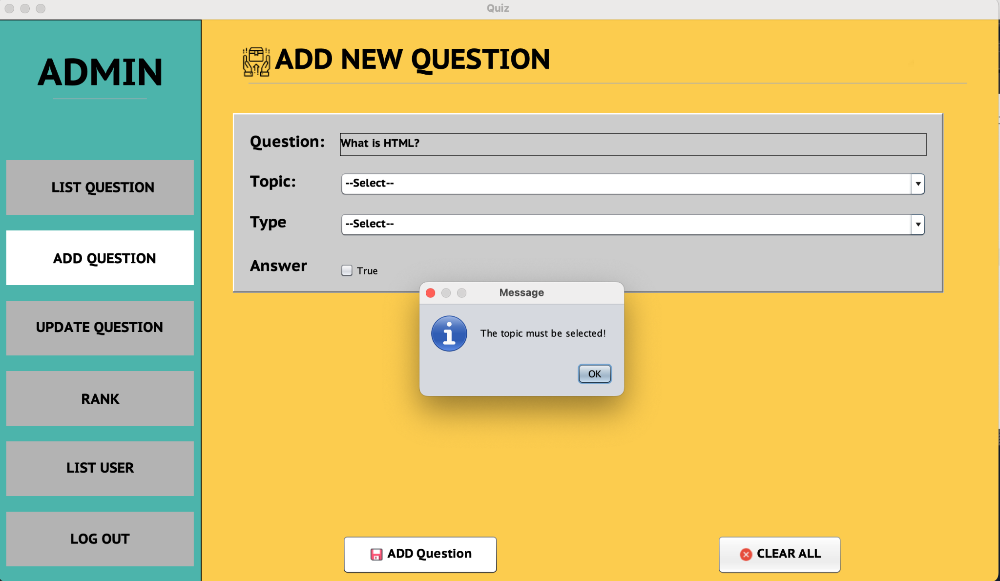 Quiz
ADMIN
LIST QUESTION
ADD QUESTION
UPDATE QUESTION
RANK
LIST USER
LOG OUT
ADD NEW QUESTION
Question: What is HTML?
Topic: --Select--
Type --Select--
Answer True
Message
The topic must be selected!
OK
ADD Question
CLEAR ALL